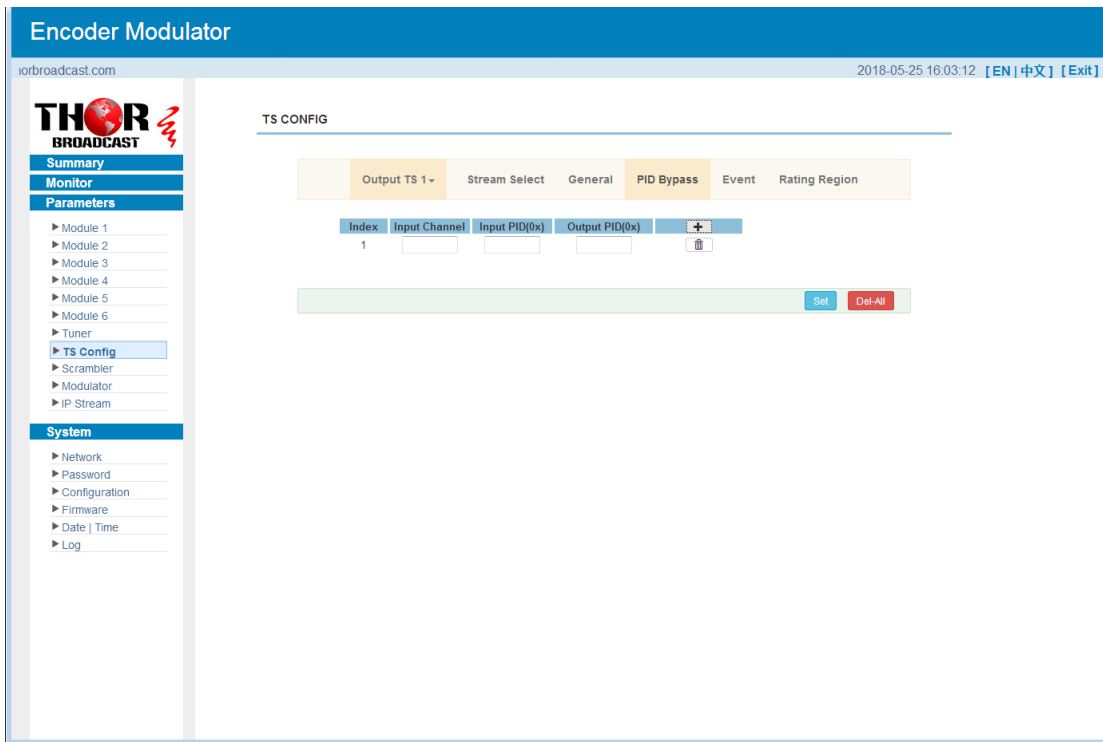 Encoder Modulator
orbroadcast.com
2018-05-25 16:03:12 [ EN | 中文 ] [ Exit ]
THOR
BROADCAST
Summary
Monitor
Parameters
Module 1
Module 2
Module 3
Module 4
Module 5
Module 6
Tuner
TS Config
Scrambler
Modulator
IP Stream
System
Network
Password
Configuration
Firmware
Date | Time
Log
TS CONFIG
Output TS 1 Stream Select General PID Bypass Event Rating Region
Index Input Channel Input PID(0x) Output PID(0x) +
1
Set Del-All